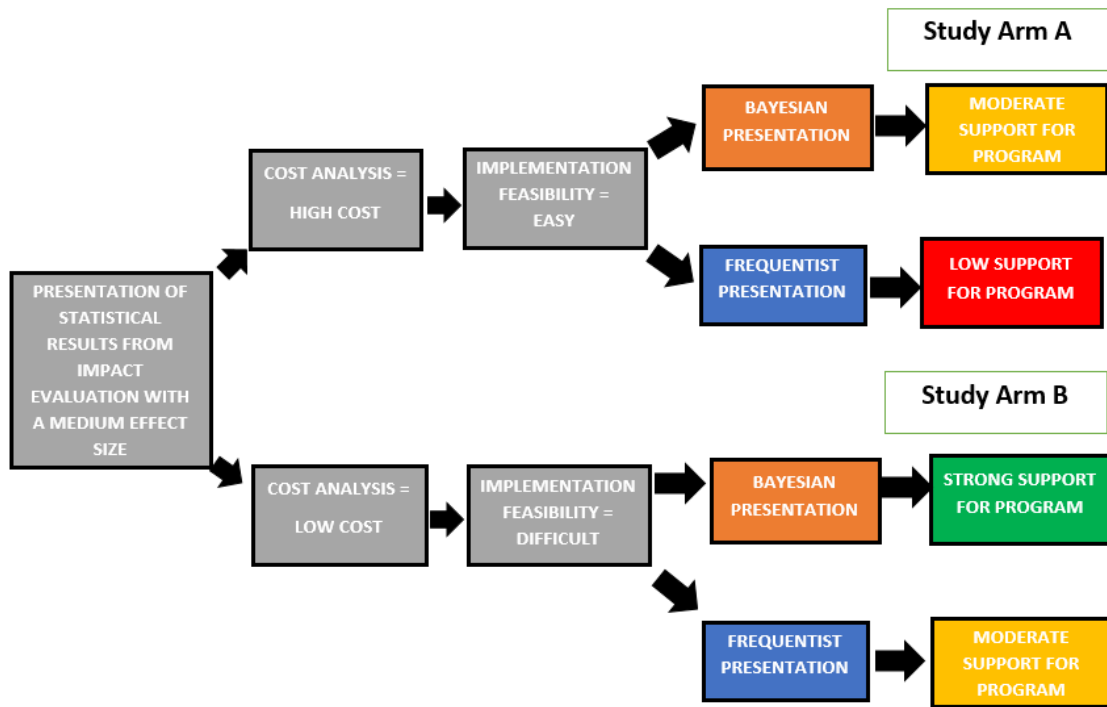 Study Arm A
BAYESIAN
PRESENTATION
MODERATE
SUPPORT FOR
PROGRAM
COST ANALYSIS =
HIGH COST
IMPLEMENTATION
FEASIBILITY =
EASY
FREQUENTIST
PRESENTATION
LOW SUPPORT
FOR PROGRAM
PRESENTATION OF
STATISTICAL
RESULTS FROM
IMPACT
EVALUATION WITH
A MEDIUM EFFECT
SIZE
Study Arm B
COST ANALYSIS =
LOW COST
IMPLEMENTATION
FEASIBILITY =
DIFFICULT
BAYESIAN
PRESENTATION
STRONG SUPPORT
FOR PROGRAM
FREQUENTIST
PRESENTATION
MODERATE
SUPPORT FOR
PROGRAM